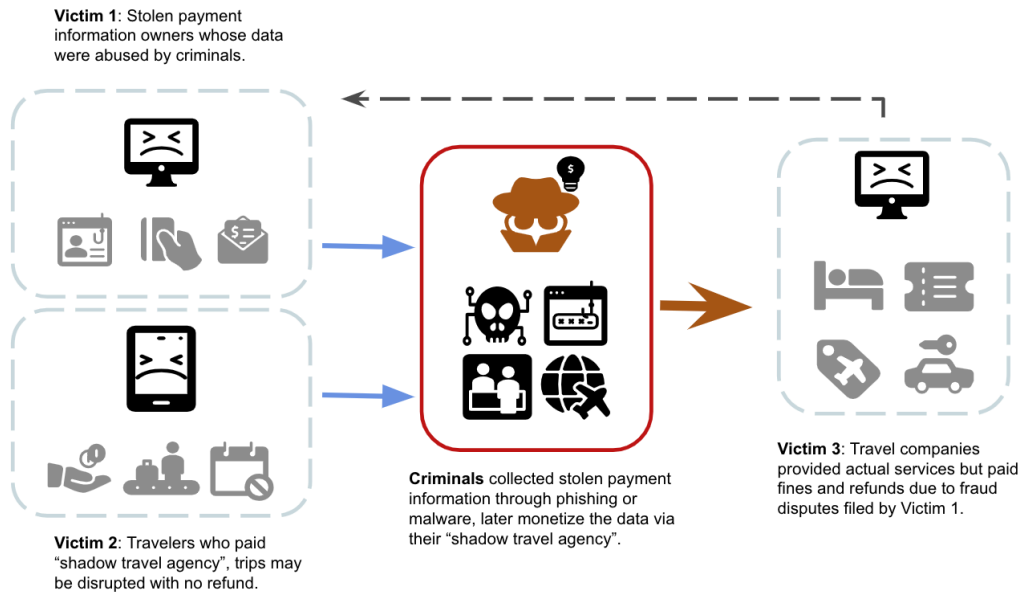 Victim 1: Stolen payment
information owners whose data
were abused by criminals.
Victim 2: Travelers who paid
“shadow travel agency”, trips may
be disrupted with no refund.
Criminals collected stolen payment
information through phishing or
malware, later monetize the data via
their “shadow travel agency”.
Victim 3: Travel companies
provided actual services but paid
fines and refunds due to fraud
disputes filed by Victim 1.